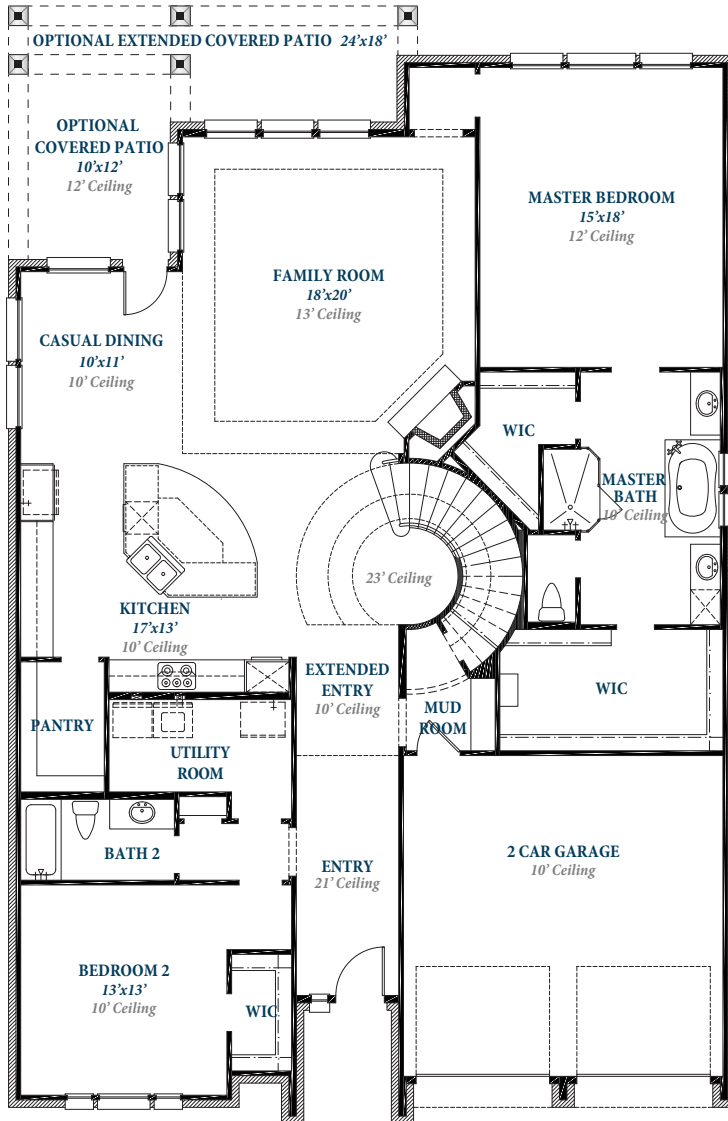 OPTIONAL EXTENDED COVERED PATIO 24'x18'
OPTIONAL
COVERED PATIO
10'x12'
12' Ceiling
MASTER BEDROOM
15'x18'
12' Ceiling
FAMILY ROOM
18'x20'
13' Ceiling
CASUAL DINING
10'x11'
10' Ceiling
WIC
MASTER
BATH
10' Ceiling
23' Ceiling
KITCHEN
17'x13'
10' Ceiling
EXTENDED
ENTRY
10' Ceiling
WIC
MUD
ROOM
PANTRY
UTILITY
ROOM
BATH 2
ENTRY
21' Ceiling
2 CAR GARAGE
10' Ceiling
BEDROOM 2
13'x13'
10' Ceiling
WIC